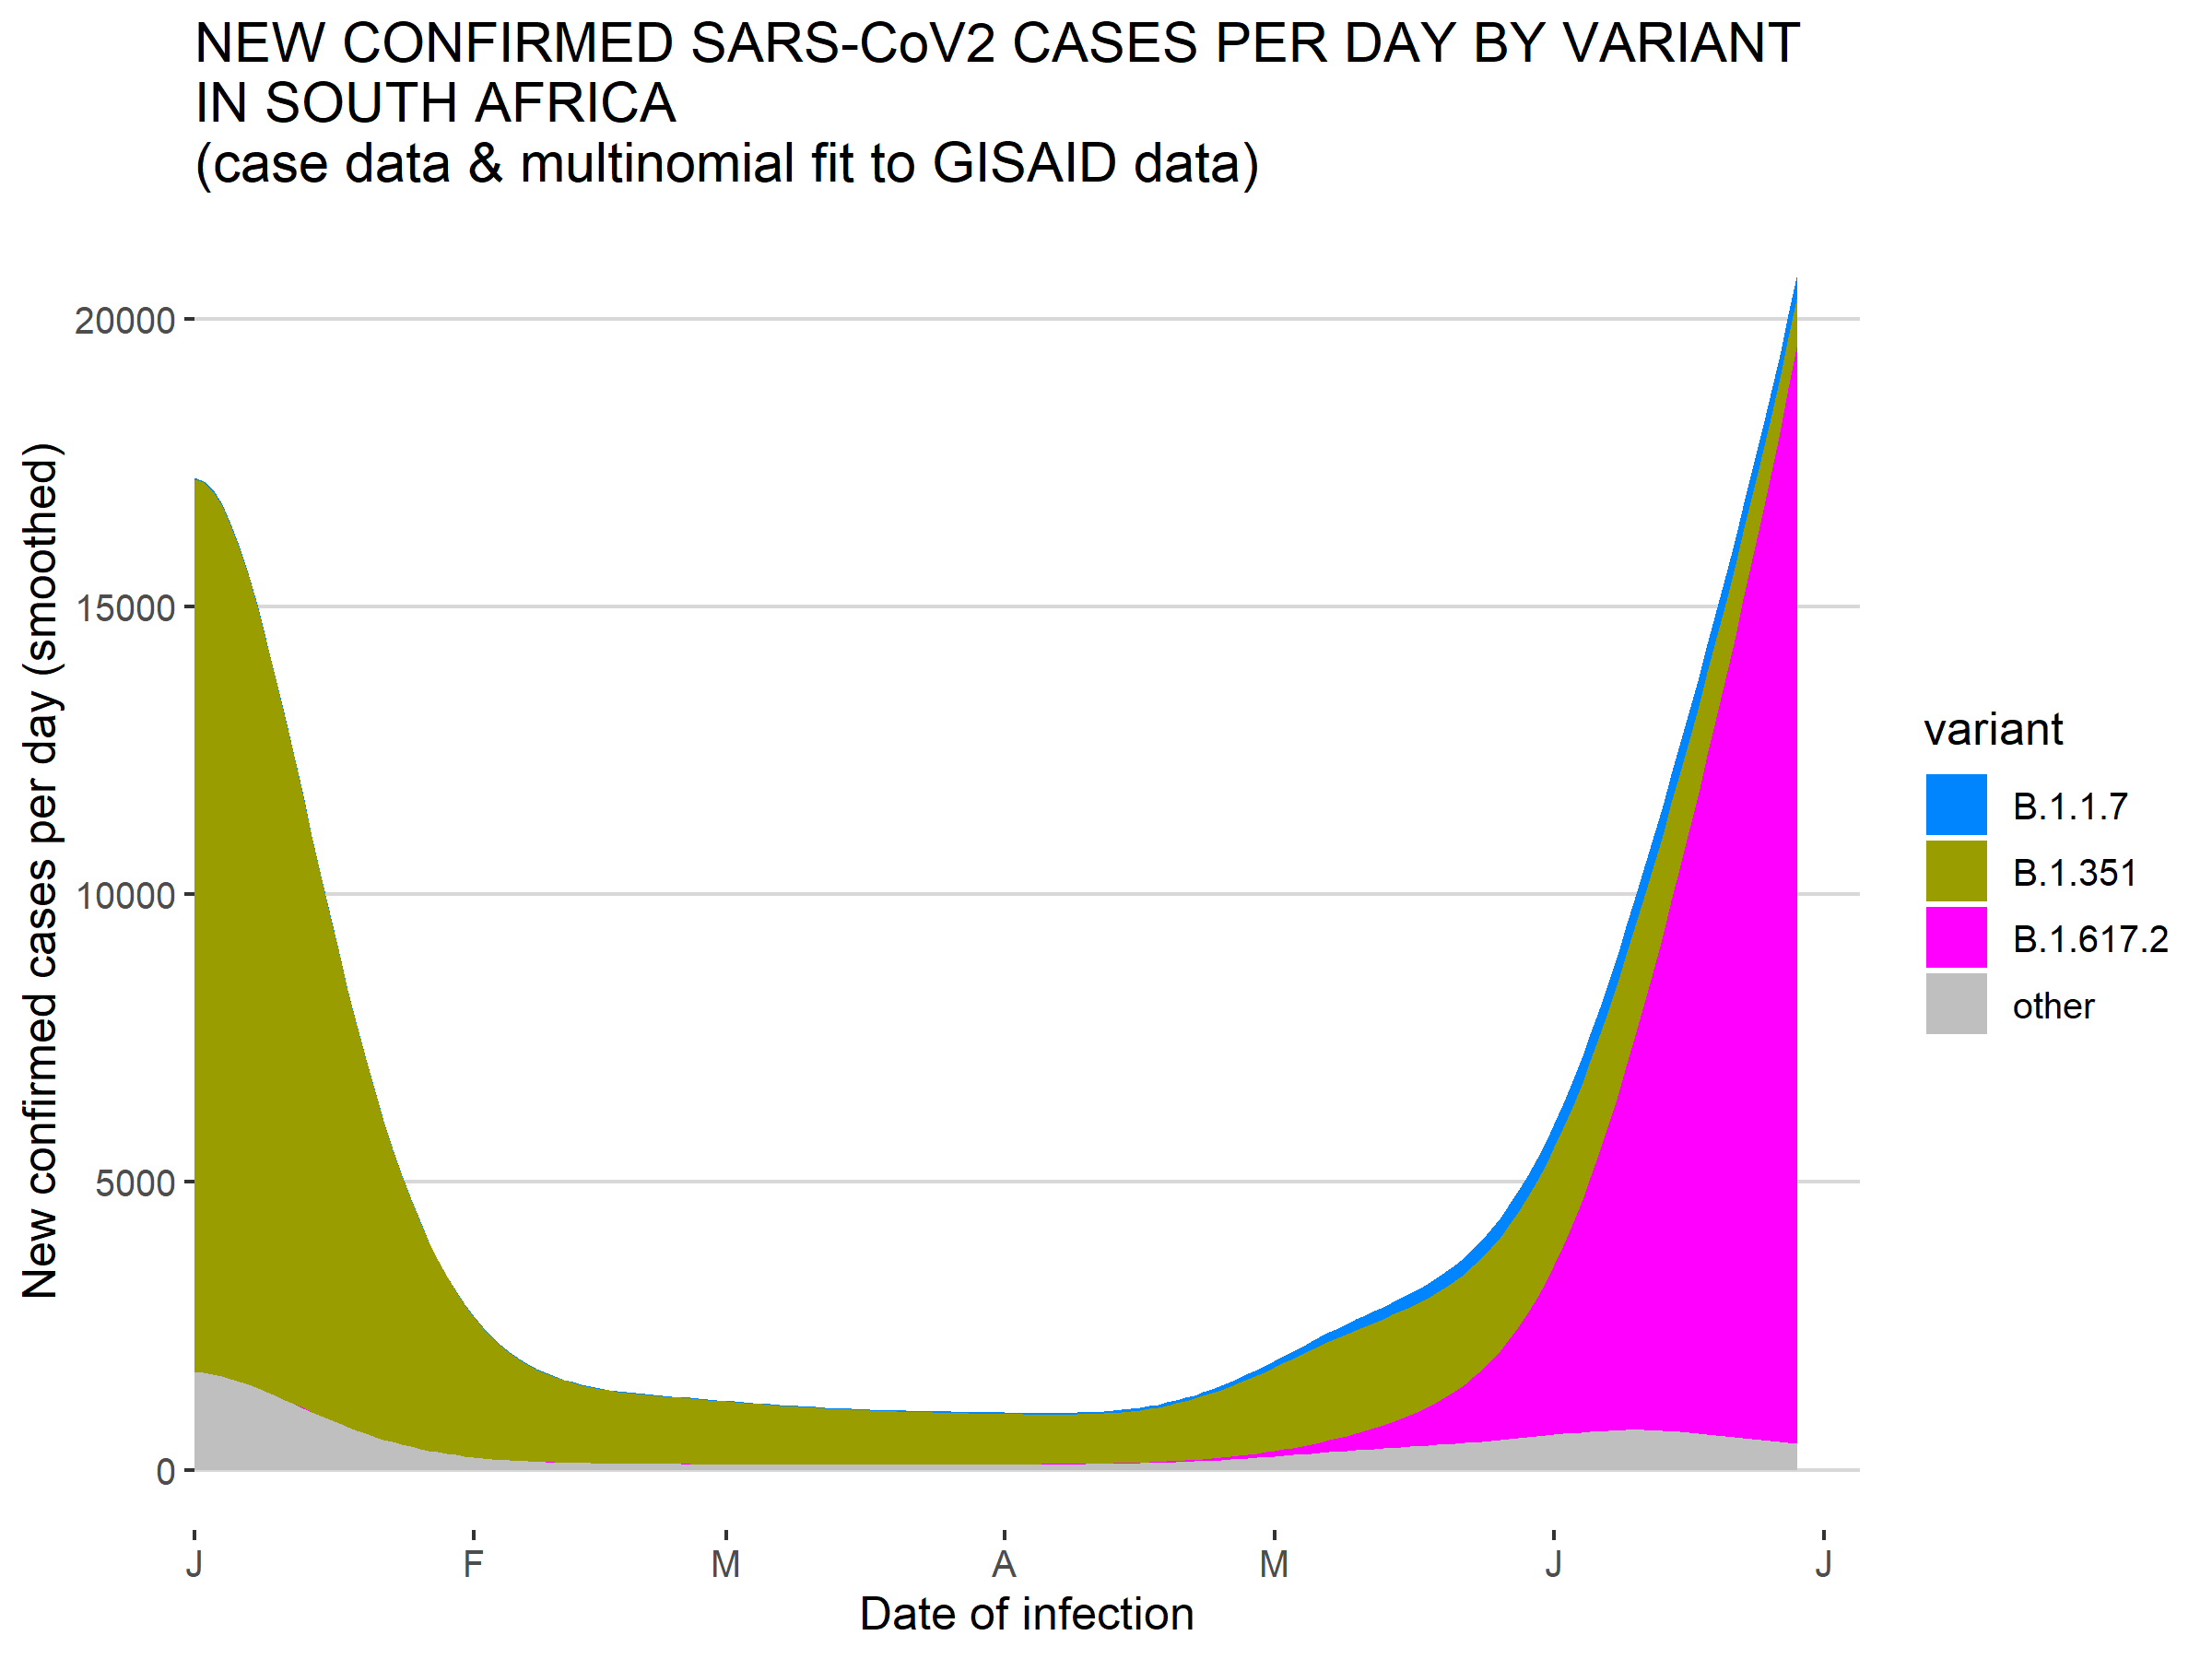 NEW CONFIRMED SARS-CoV2 CASES PER DAY BY VARIANT
IN SOUTH AFRICA
(case data & multinomial fit to GISAID data)
New confirmed cases per day (smoothed)
20000
15000
10000
5000
0
J F M A M J J
Date of infection
variant
B.1.1.7
B.1.351
B.1.617.2
other